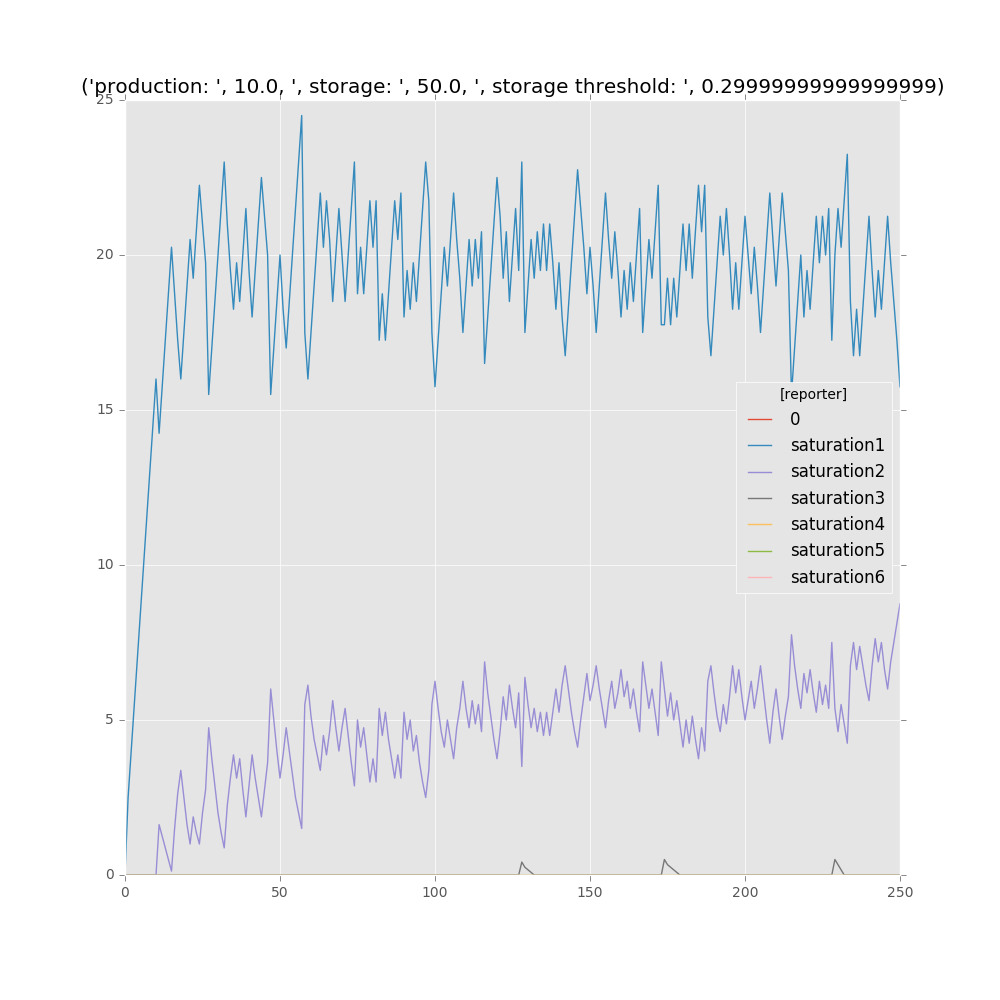 ('production: ', 10.0, ', storage: ', 50.0, ', storage threshold: ', 0.29999999999999999)
25
20
15
10
5
0
0 50 100 150 200 250
[reporter]
0
saturation1
saturation2
saturation3
saturation4
saturation5
saturation6